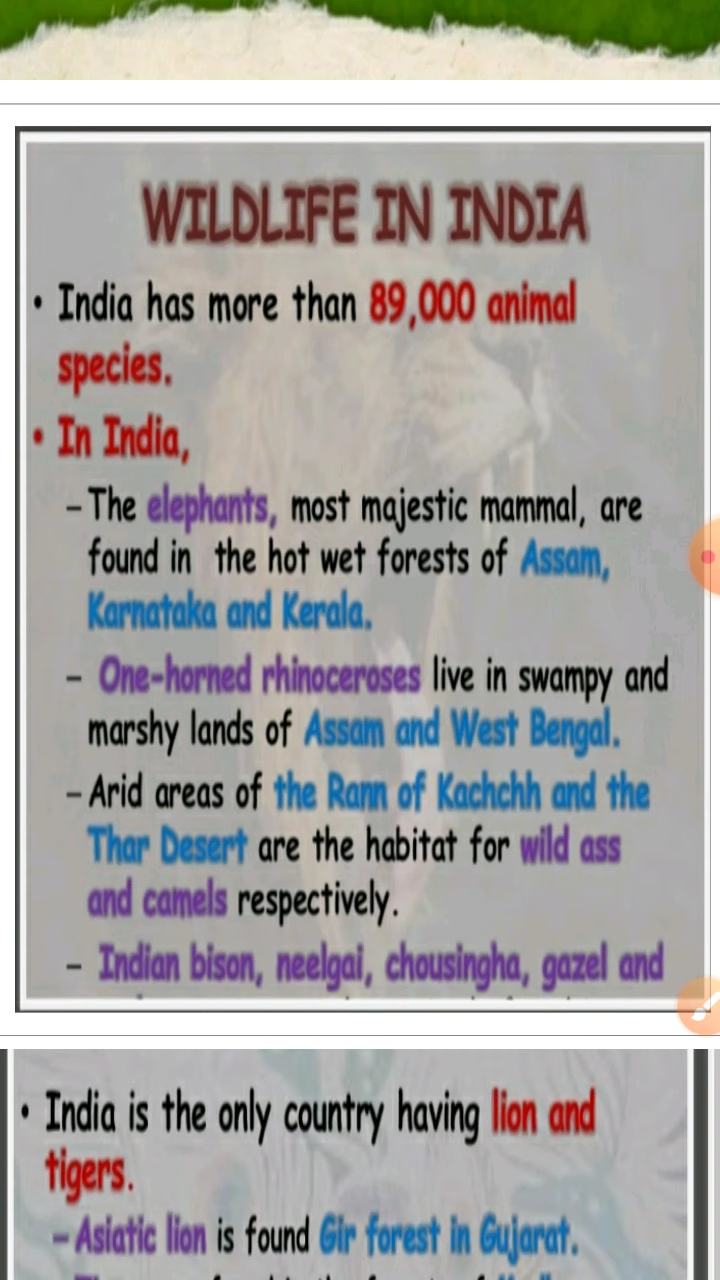 WILDLIFE IN INDIA
• India has more than 89,000 animal
species.
• In India,
– The elephants, most majestic mammal, are
found in the hot wet forests of Assam,
Karnataka and Kerala.
– One-horned rhinoceroses live in swampy and
marshy lands of Assam and West Bengal.
– Arid areas of the Rann of Kachchh and the
Thar Desert are the habitat for wild ass
and camels respectively.
– Indian bison, neelgai, chousingha, gazel and
• India is the only country having lion and
tigers.
– Asiatic lion is found Gir forest in Gujarat.